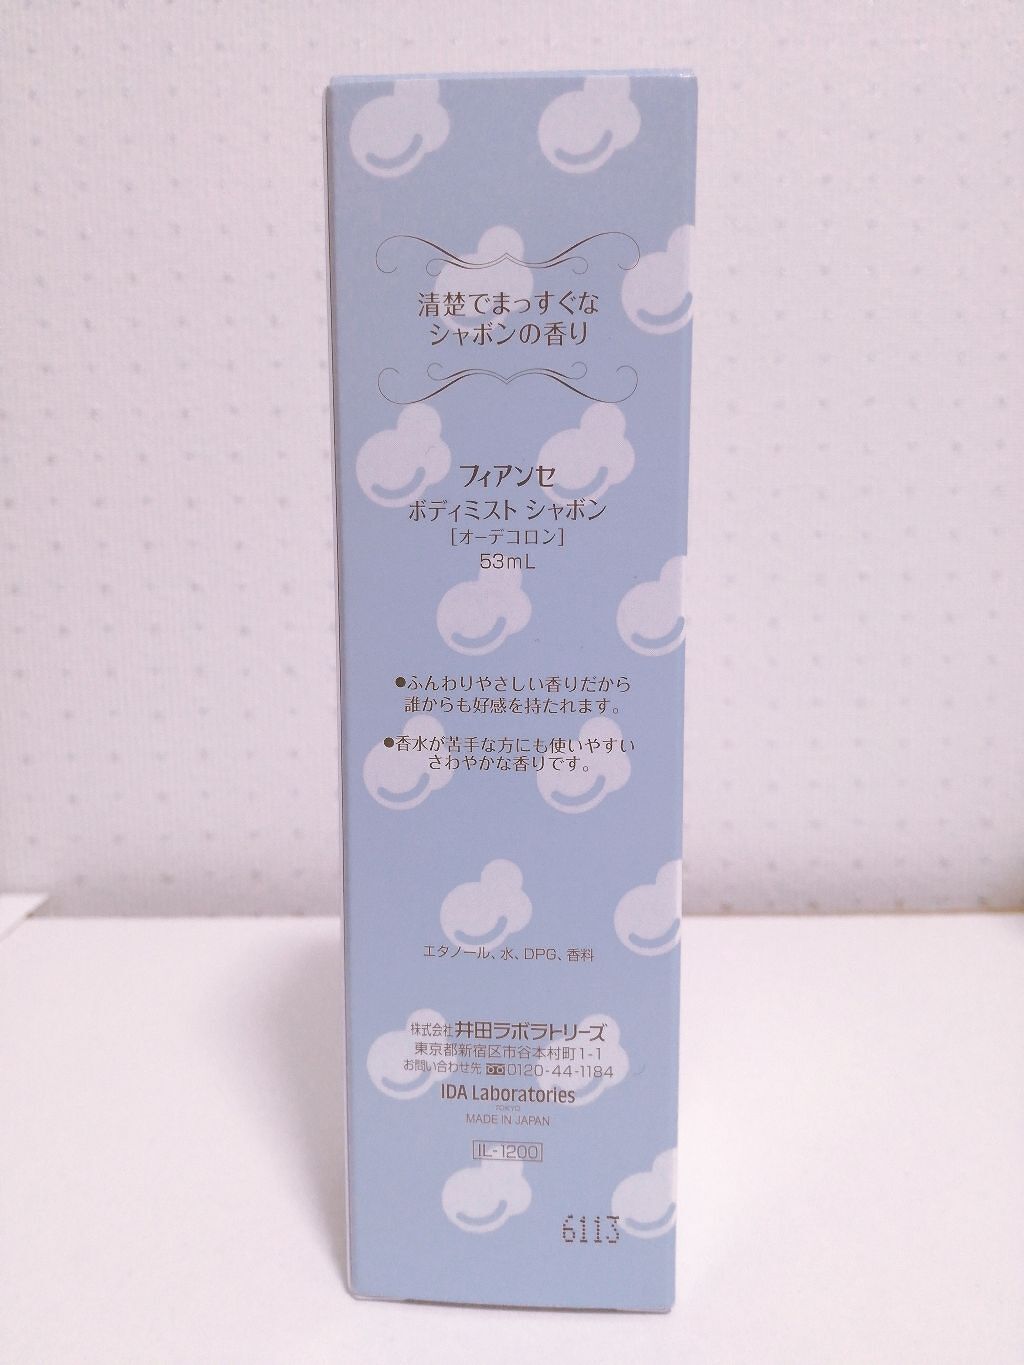 清楚でまっすぐな
シャボンの香り
フィアンセ
ボディミスト シャボン
[オーデコロン]
53mL
●ふんわりやさしい香りだから
誰からも好感を持たれます。
●香水が苦手な方にも使いやすい
さわやかな香りです。
エタノール、水、DPG、香料
株式会社井田ラボラトリーズ
東京都新宿区市谷本村町1-1
お問い合わせ先 0120-44-1184
IDA Laboratories
TOKYO
MADE IN JAPAN
IL-1200
6113